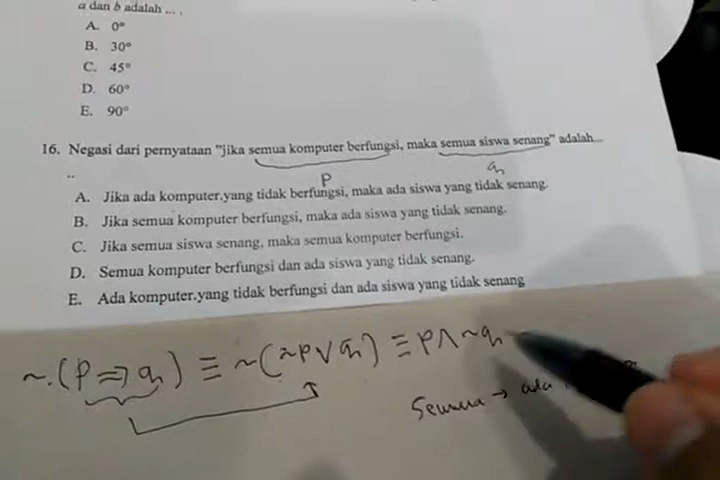 a dan b adalah ... .
A. 0°
B. 30°
C. 45°
D. 60°
E. 90°
16. Negasi dari pernyataan "jika semua komputer berfungsi, maka semua siswa senang" adalah...
..
p q
A. Jika ada komputer.yang tidak berfungsi, maka ada siswa yang tidak senang.
B. Jika semua komputer berfungsi, maka ada siswa yang tidak senang.
C. Jika semua siswa senang, maka semua komputer berfungsi.
D. Semua komputer berfungsi dan ada siswa yang tidak senang.
E. Ada komputer.yang tidak berfungsi dan ada siswa yang tidak senang
~.(p ⇒ q) ≡ ~(~p ∨ q) ≡ p ∧ ~q
Semua → ada